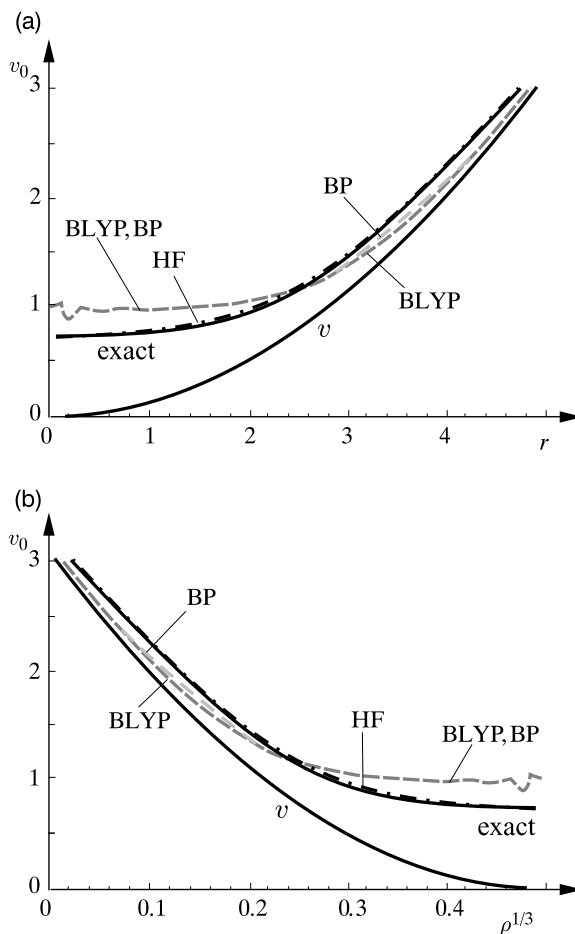 (a)
v₀
3
2
BP
BLYP, BP
HF
1
BLYP
v
exact
0
0 1 2 3 4 r
(b)
v₀
3
BP
2
BLYP
HF
BLYP, BP
1
v
exact
0
0 0.1 0.2 0.3 0.4 ρ^1/3